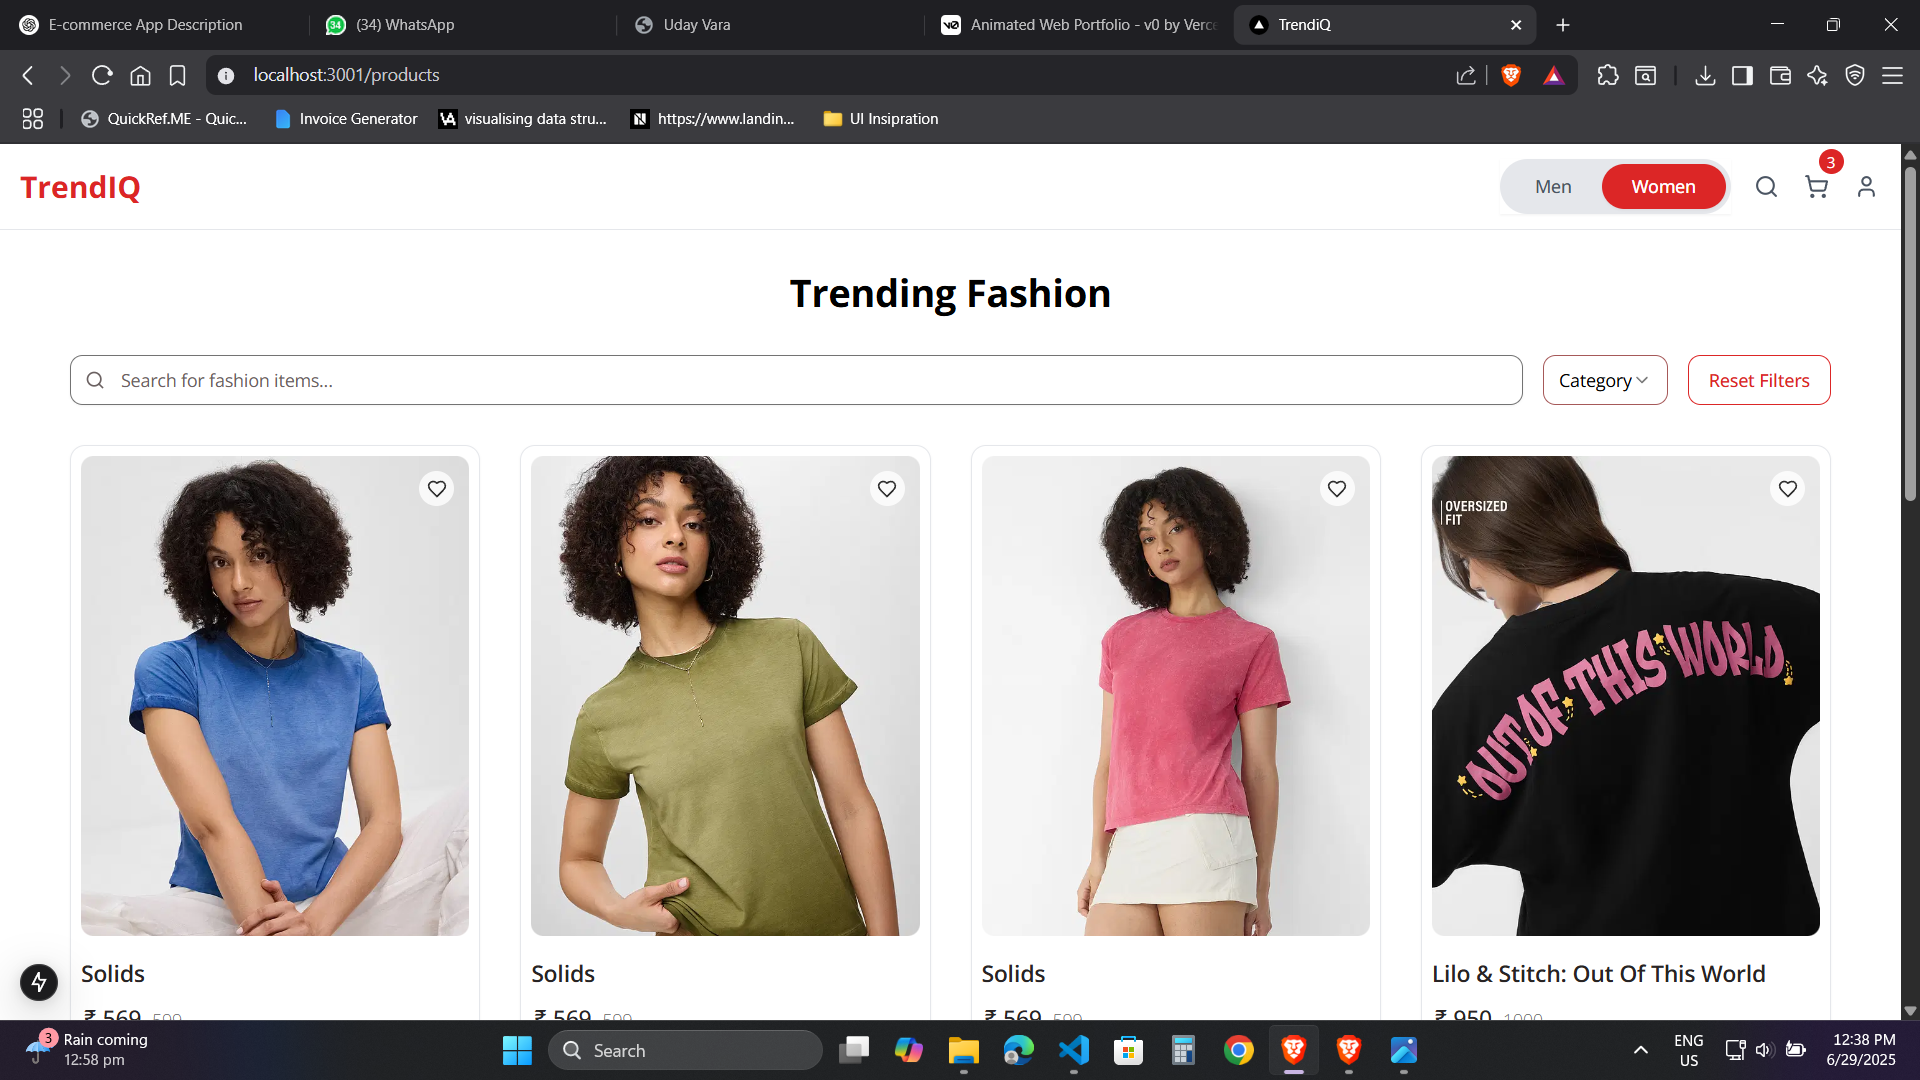 E-commerce App Description
34
(34) WhatsApp
Uday Vara
v0
Animated Web Portfolio - v0 by Verce
TrendiQ
localhost:3001/products
QuickRef.ME - Quic...
Invoice Generator
visualising data stru...
https://www.landin...
UI Insipration
TrendIQ
Men
Women
3
Trending Fashion
Search for fashion items...
Category
Reset Filters
OVERSIZED
FIT
OUT OF THIS WORLD
Solids
Solids
Solids
Lilo & Stitch: Out Of This World
₹ 569 599
₹ 569 599
₹ 569 599
₹ 950 1000
3
Rain coming
12:58 pm
Search
ENG
US
12:38 PM
6/29/2025